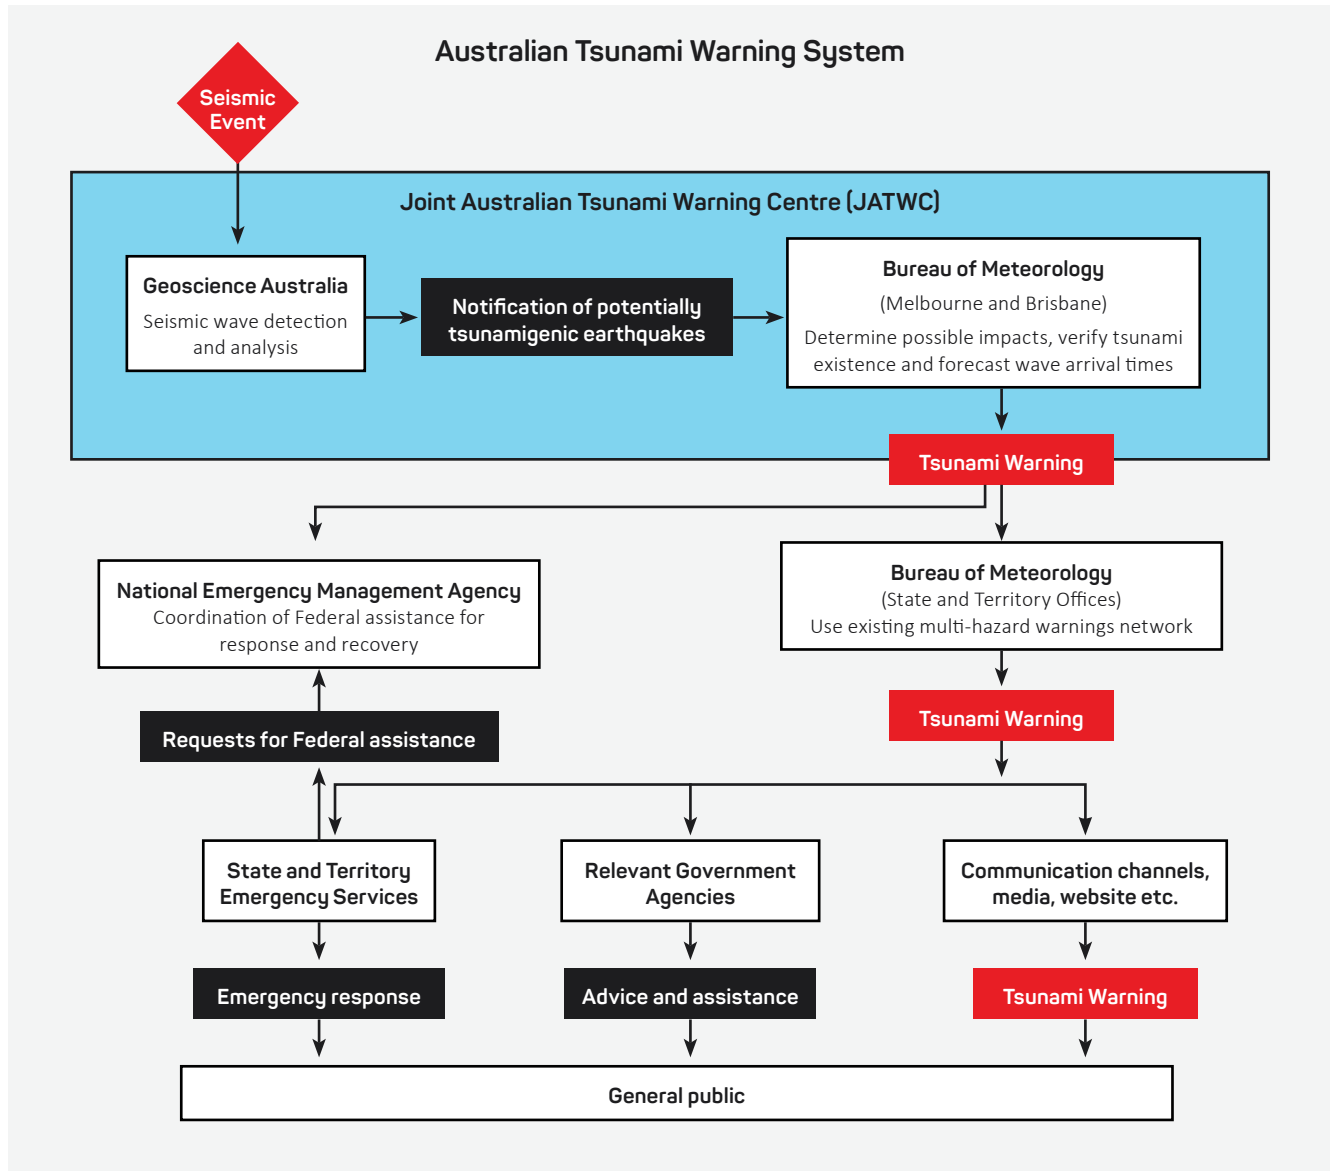 Australian Tsunami Warning System
Seismic
Event
Joint Australian Tsunami Warning Centre (JATWC)
Geoscience Australia
Seismic wave detection
and analysis
Notification of potentially
tsunamigenic earthquakes
Bureau of Meteorology
(Melbourne and Brisbane)
Determine possible impacts, verify tsunami
existence and forecast wave arrival times
Tsunami Warning
National Emergency Management Agency
Coordination of Federal assistance for
response and recovery
Bureau of Meteorology
(State and Territory Offices)
Use existing multi-hazard warnings network
Requests for Federal assistance
Tsunami Warning
State and Territory
Emergency Services
Relevant Government
Agencies
Communication channels,
media, website etc.
Emergency response
Advice and assistance
Tsunami Warning
General public